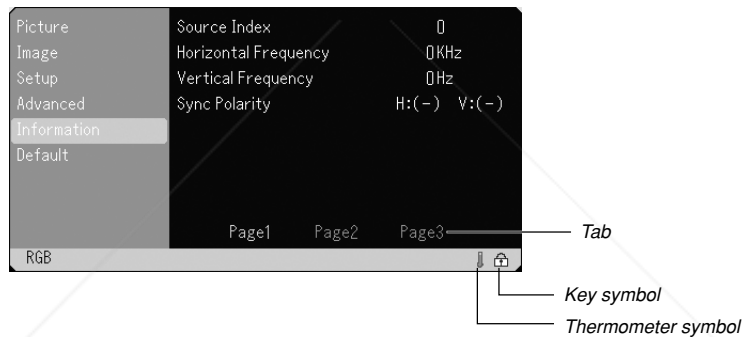 Picture
Image
Setup
Advanced
Information
Default
Source Index 0
Horizontal Frequency 0KHz
Vertical Frequency 0Hz
Sync Polarity H:(-) V:(-)
Page1 Page2 Page3
Tab
RGB
Key symbol
Thermometer symbol